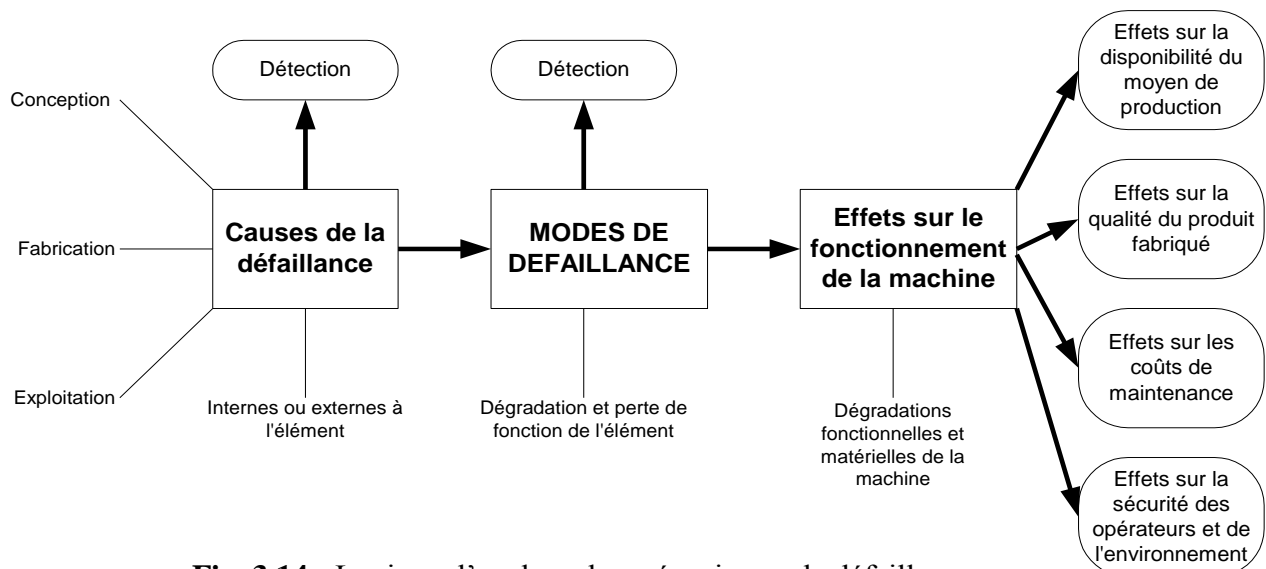 Conception
Fabrication
Exploitation
Détection
Causes de la
défaillance
Internes ou externes à
l'élément
Détection
MODES DE
DEFAILLANCE
Dégradation et perte de
fonction de l'élément
Effets sur le
fonctionnement
de la machine
Dégradations
fonctionnelles et
matérielles de la
machine
Effets sur la
disponibilité du
moyen de
production
Effets sur la
qualité du produit
fabriqué
Effets sur les
coûts de
maintenance
Effets sur la
sécurité des
opérateurs et de
l'environnement